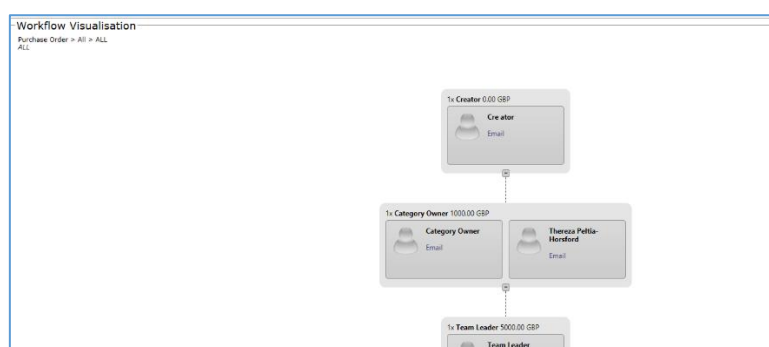 Workflow Visualisation
Purchase Order > All > ALL
ALL
1x Creator 0.00 GBP
Cre ator
Email
1x Category Owner 1000.00 GBP
Category Owner
Email
Thereza Peltia-
Horsford
Email
1x Team Leader 5000.00 GBP
Team Leader